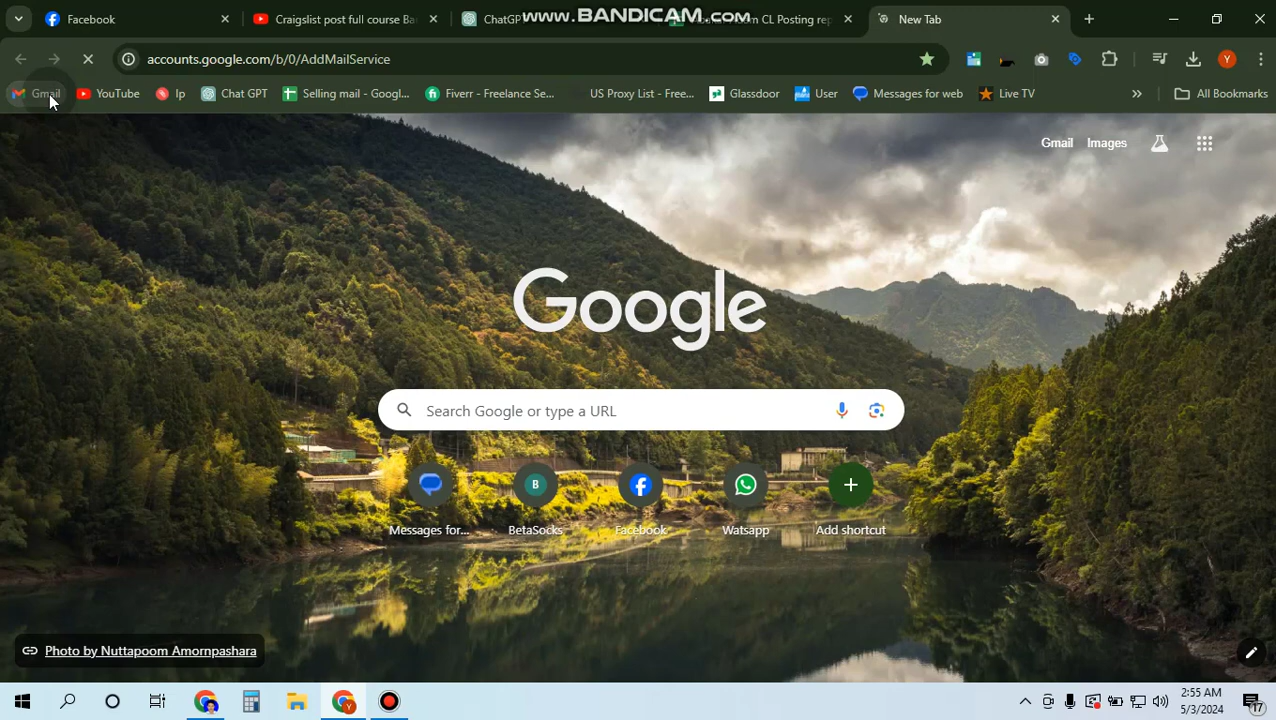 Facebook
Craigslist post full course Ba
ChatGP
www.BANDICAM.com
CL Posting rep
New Tab
accounts.google.com/b/0/AddMailService
Y
Gmail
YouTube
Ip
Chat GPT
Selling mail - Googl...
Fiverr - Freelance Se...
US Proxy List - Free...
Glassdoor
User
Messages for web
Live TV
»
All Bookmarks
Gmail
Images
Google
Search Google or type a URL
B
Messages for...
BetaSocks
Facebook
Watsapp
Add shortcut
Photo by Nuttapoom Amornpashara
2:55 AM
5/3/2024
17